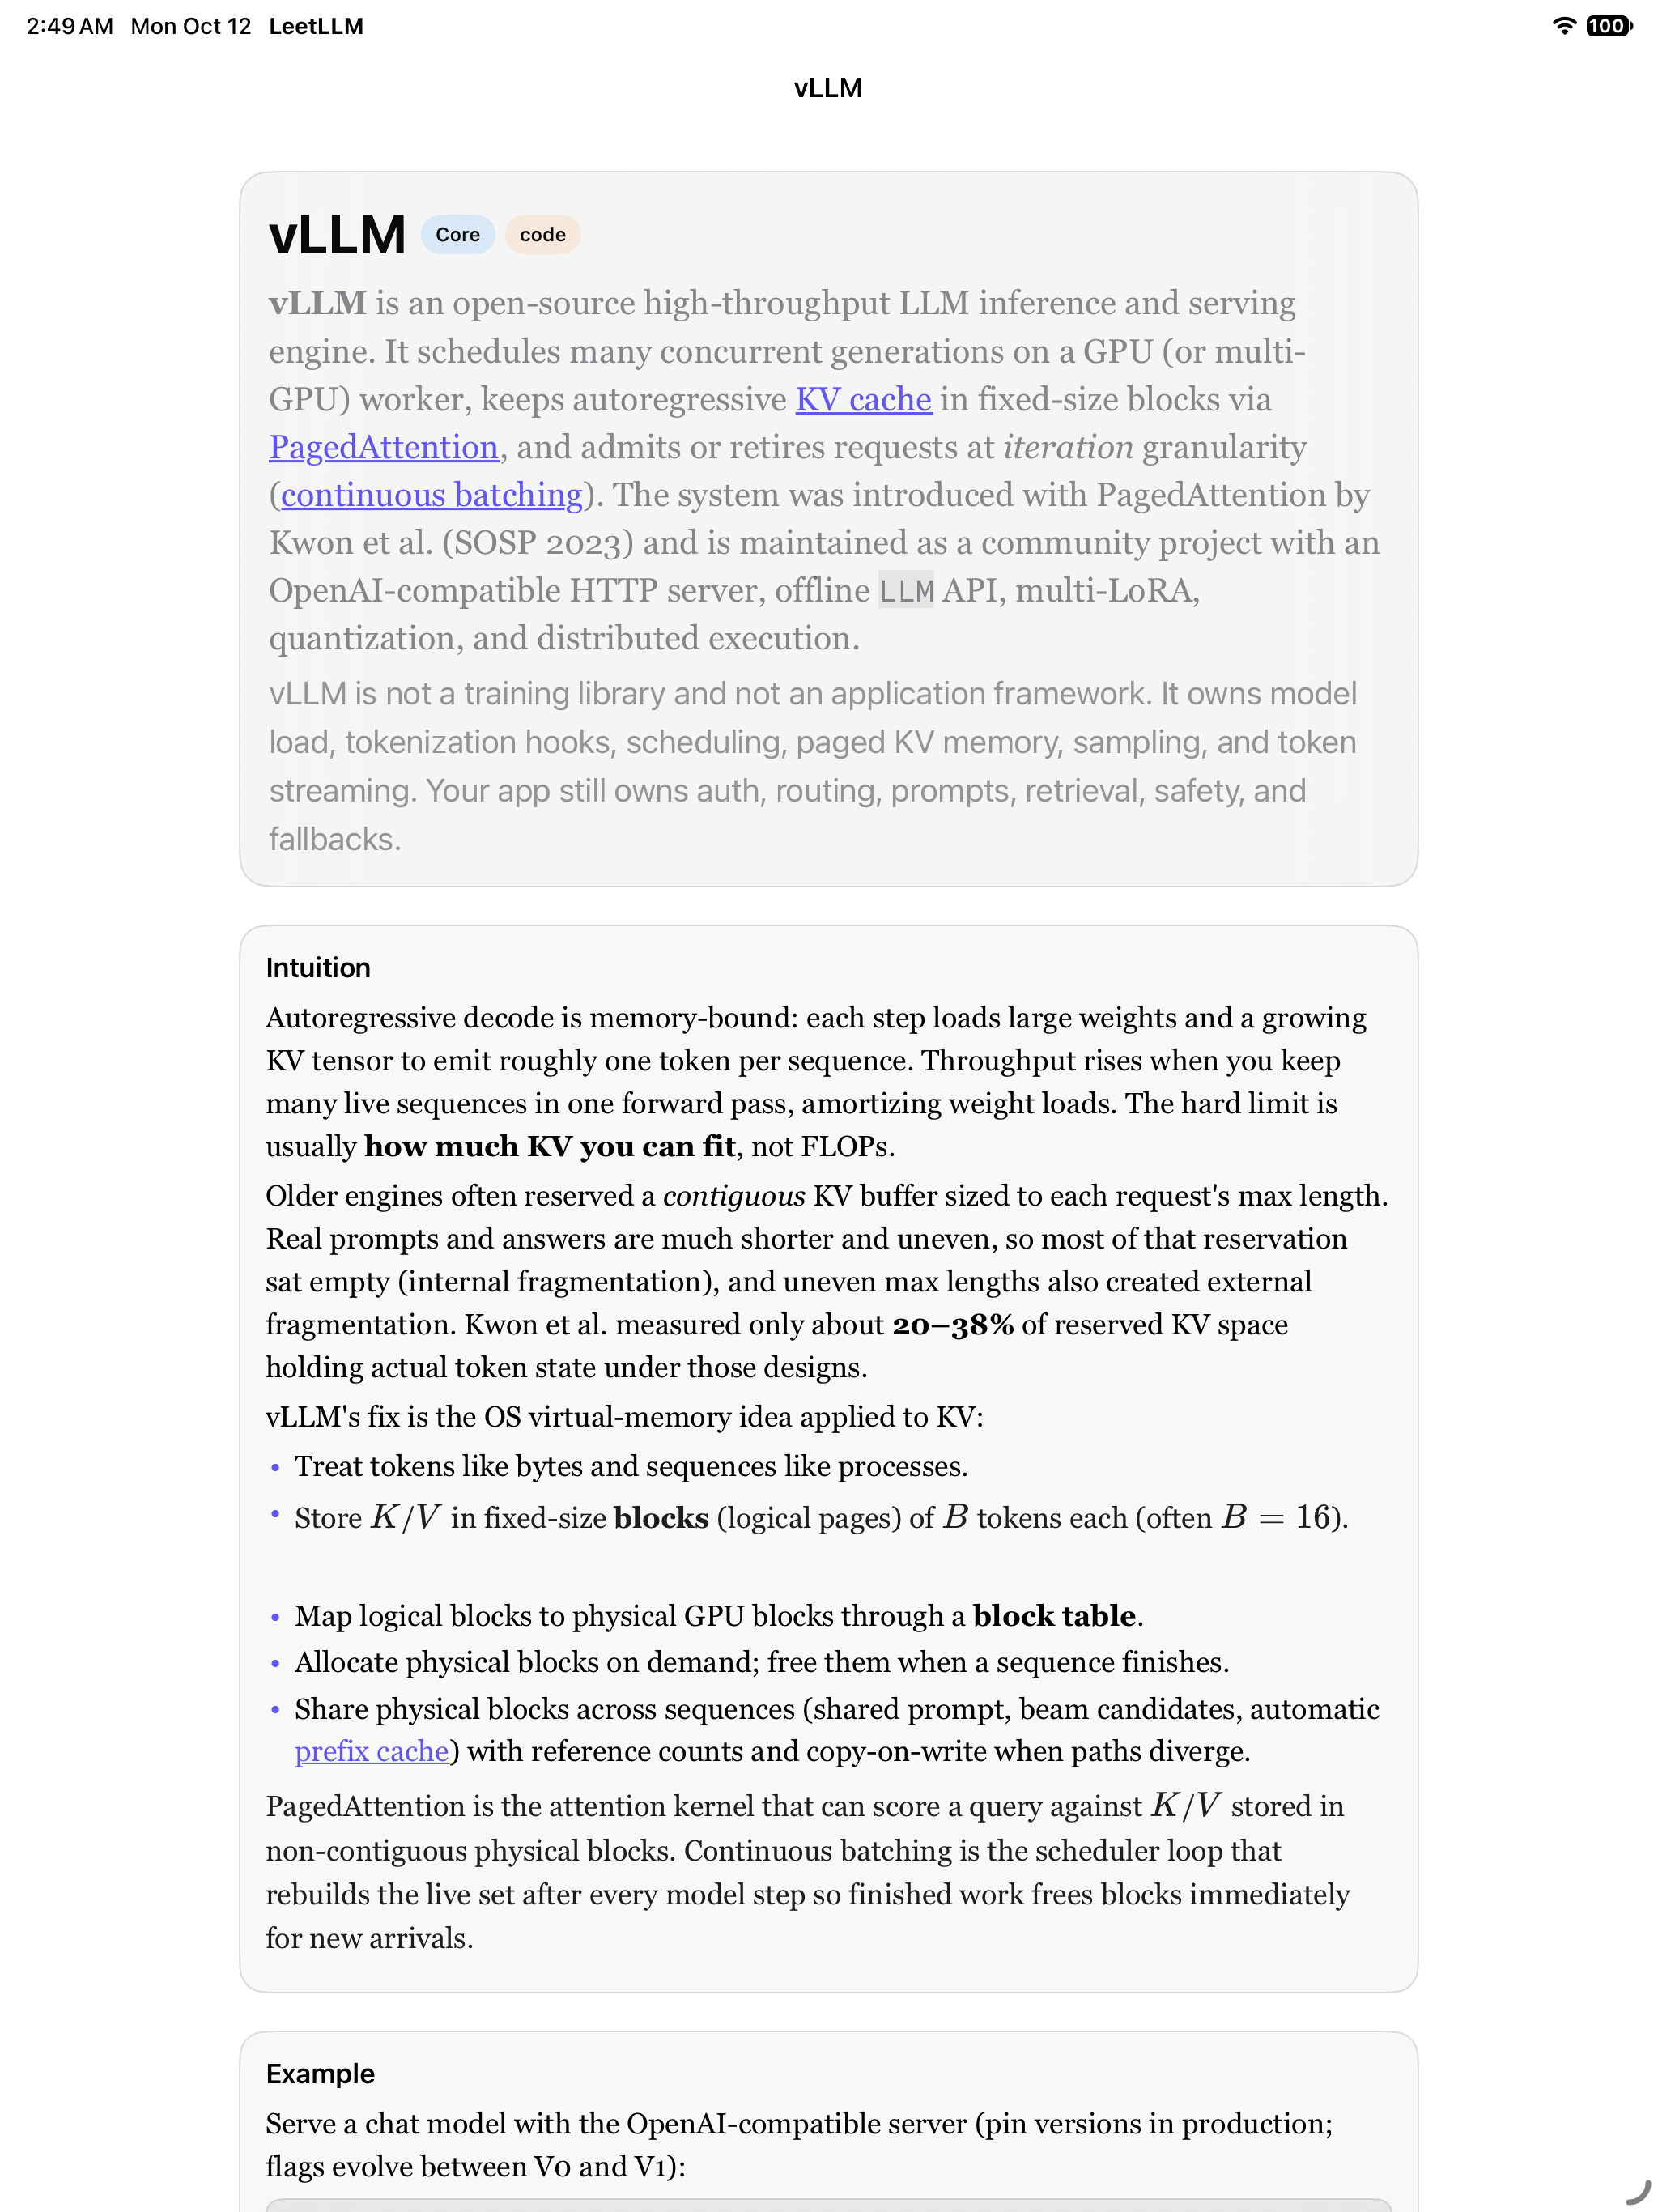 2:49 AM Mon Oct 12 LeetLLM
100
vLLM
vLLM Core code
vLLM is an open-source high-throughput LLM inference and serving
engine. It schedules many concurrent generations on a GPU (or multi-
GPU) worker, keeps autoregressive KV cache in fixed-size blocks via
PagedAttention, and admits or retires requests at iteration granularity
(continuous batching). The system was introduced with PagedAttention by
Kwon et al. (SOSP 2023) and is maintained as a community project with an
OpenAI-compatible HTTP server, offline LLM API, multi-LoRA,
quantization, and distributed execution.
vLLM is not a training library and not an application framework. It owns model
load, tokenization hooks, scheduling, paged KV memory, sampling, and token
streaming. Your app still owns auth, routing, prompts, retrieval, safety, and
fallbacks.
Intuition
Autoregressive decode is memory-bound: each step loads large weights and a growing
KV tensor to emit roughly one token per sequence. Throughput rises when you keep
many live sequences in one forward pass, amortizing weight loads. The hard limit is
usually how much KV you can fit, not FLOPs.
Older engines often reserved a contiguous KV buffer sized to each request's max length.
Real prompts and answers are much shorter and uneven, so most of that reservation
sat empty (internal fragmentation), and uneven max lengths also created external
fragmentation. Kwon et al. measured only about 20–38% of reserved KV space
holding actual token state under those designs.
vLLM's fix is the OS virtual-memory idea applied to KV:
• Treat tokens like bytes and sequences like processes.
• Store K/V in fixed-size blocks (logical pages) of B tokens each (often B = 16).
• Map logical blocks to physical GPU blocks through a block table.
• Allocate physical blocks on demand; free them when a sequence finishes.
• Share physical blocks across sequences (shared prompt, beam candidates, automatic
prefix cache) with reference counts and copy-on-write when paths diverge.
PagedAttention is the attention kernel that can score a query against K/V stored in
non-contiguous physical blocks. Continuous batching is the scheduler loop that
rebuilds the live set after every model step so finished work frees blocks immediately
for new arrivals.
Example
Serve a chat model with the OpenAI-compatible server (pin versions in production;
flags evolve between V0 and V1):